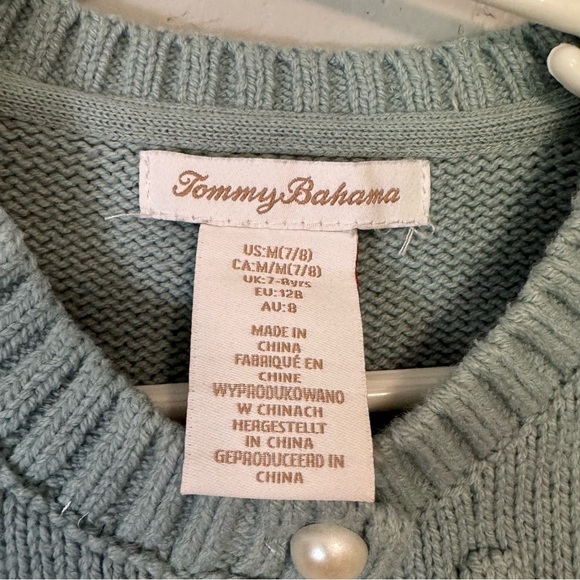 Tommy Bahama
US:M(7/8)
CA:M/M(7/8)
UK:7-8yrs
EU:128
AU:8
MADE IN
CHINA
FABRIQUÉ EN
CHINE
WYPRODUKOWANO
W CHINACH
HERGESTELLT
IN CHINA
GEPRODUCEERD IN
CHINA